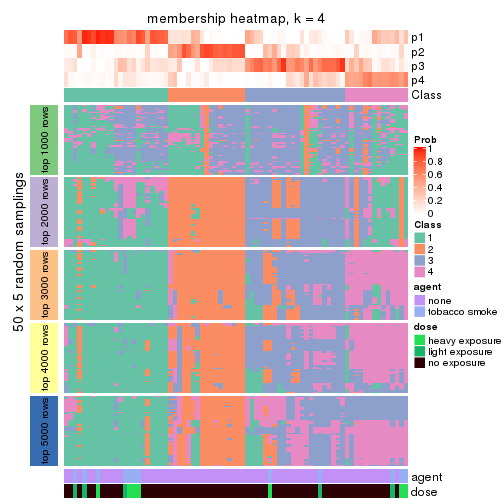 membership heatmap, k = 4
p1
p2
p3
p4
Class
50 x 5 random samplings
top 1000 rows
top 2000 rows
top 3000 rows
top 4000 rows
top 5000 rows
agent
dose
Prob
1
0.8
0.6
0.4
0.2
0
Class
1
2
3
4
agent
none
tobacco smoke
dose
heavy exposure
light exposure
no exposure